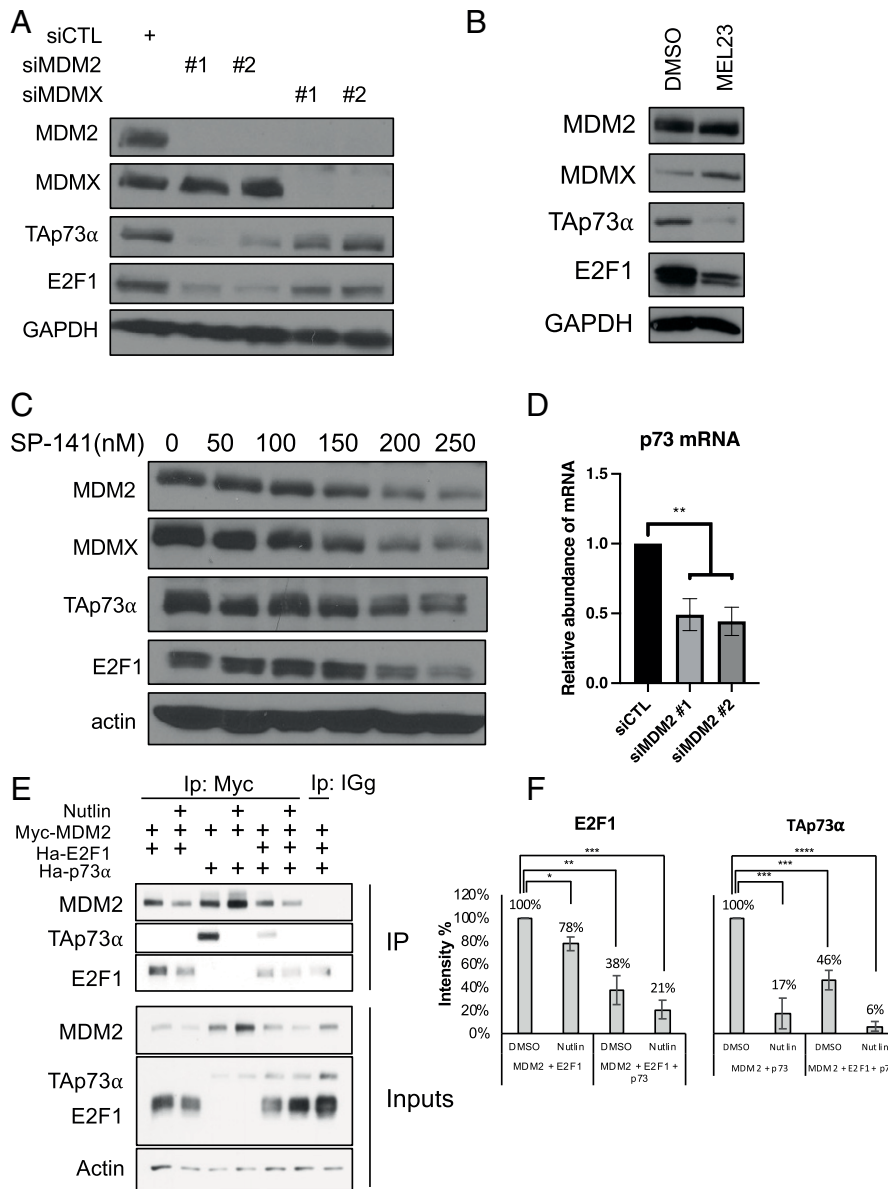 A
siCTL +
siMDM2 #1 #2
siMDMX #1 #2
MDM2
MDMX
TAp73α
E2F1
GAPDH
B
DMSO MEL23
MDM2
MDMX
TAp73α
E2F1
GAPDH
C
SP-141(nM) 0 50 100 150 200 250
MDM2
MDMX
TAp73α
E2F1
actin
D
p73 mRNA
Relative abundance of mRNA
1.5
1.0
0.5
0.0
**
siCTL siMDM2 #1 siMDM2 #2
E
Ip: Myc Ip: IGg
Nutlin + + +
Myc-MDM2 + + + + + + +
Ha-E2F1 + + + + +
Ha-p73α + + + + +
MDM2
TAp73α
E2F1
IP
MDM2
TAp73α
E2F1
Actin
Inputs
F
E2F1
***
**
*
Intensity %
120%
100%
80%
60%
40%
20%
0%
100% 78% 38% 21%
DMSO Nutlin DMSO Nutlin
MDM2 + E2F1 MDM2 + E2F1 +
p73
TAp73α
****
***
***
100% 17% 46% 6%
DMSO Nutlin DMSO Nutlin
MDM2 + p73 MDM2 + E2F1 + p7